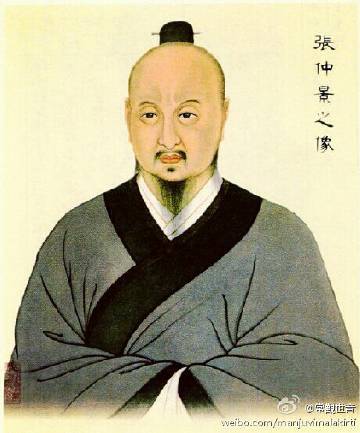 張仲景之像
weibo.com/manjuvimalakirti